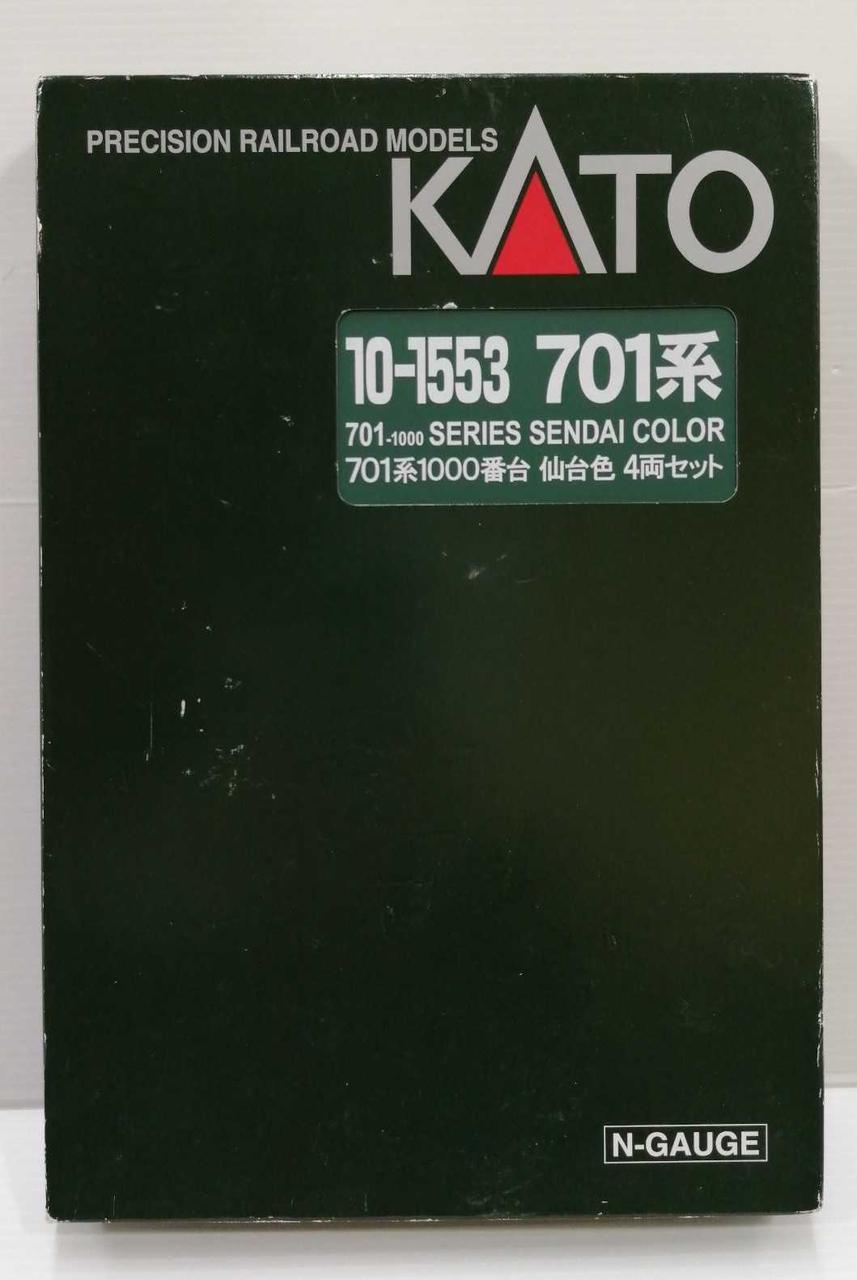 PRECISION RAILROAD MODELS
KATO
10-1553 701系
701-1000 SERIES SENDAI COLOR
701系1000番台 仙台色 4両セット
N-GAUGE